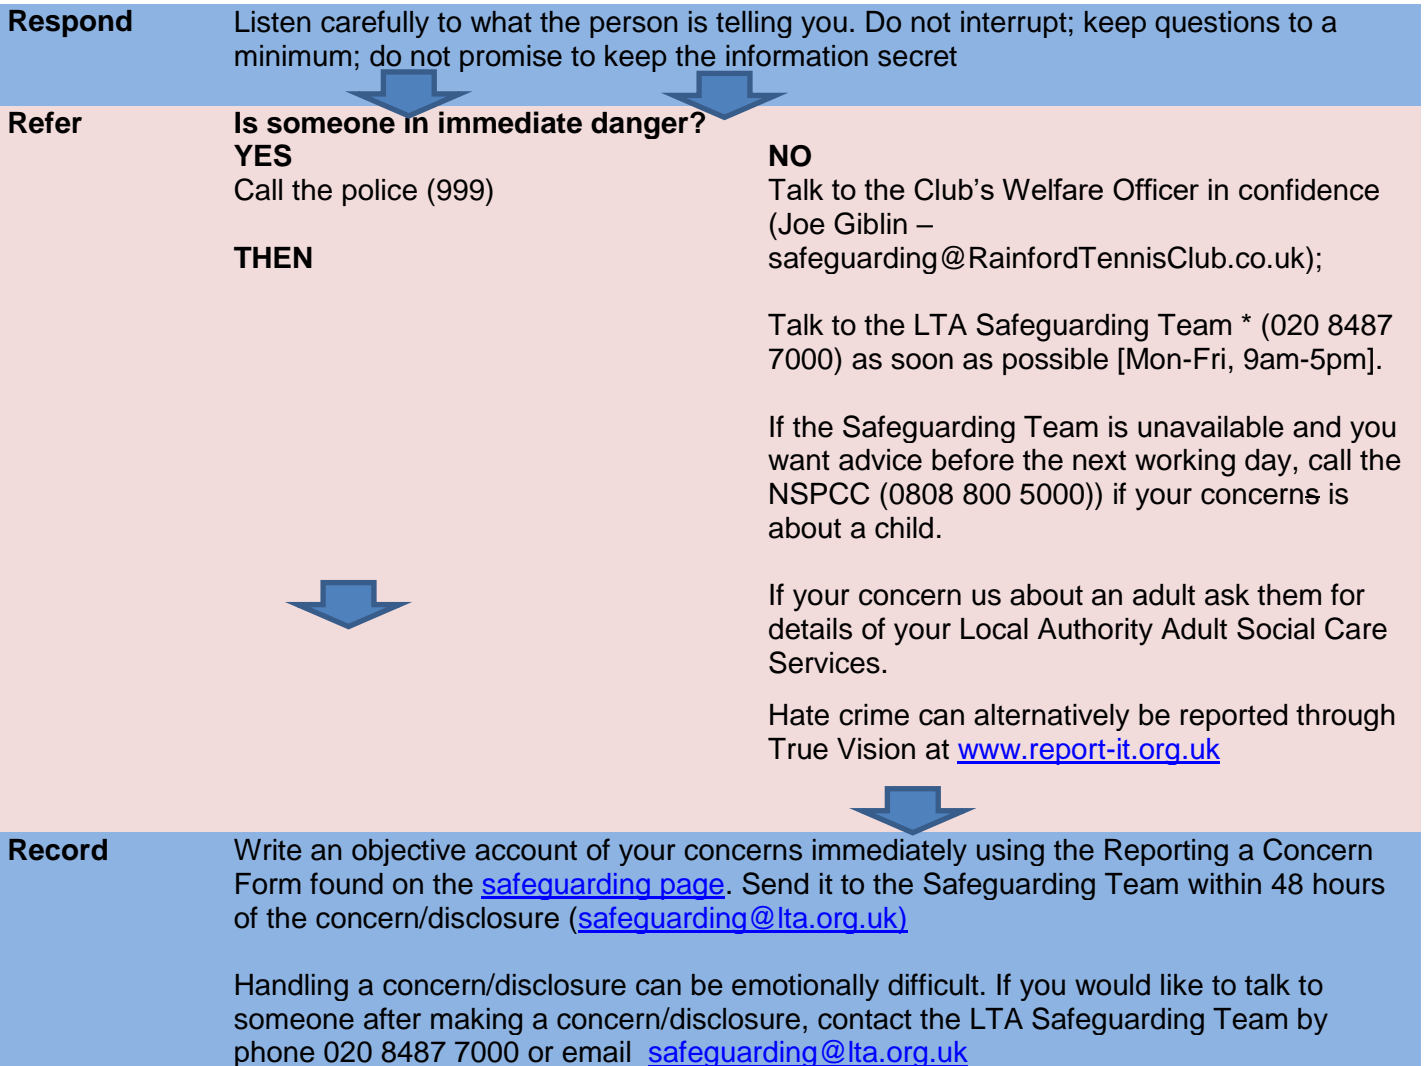 Respond
Listen carefully to what the person is telling you. Do not interrupt; keep questions to a
minimum; do not promise to keep the information secret
Refer
Is someone in immediate danger?
YES
Call the police (999)
THEN
NO
Talk to the Club’s Welfare Officer in confidence
(Joe Giblin –
safeguarding@RainfordTennisClub.co.uk);
Talk to the LTA Safeguarding Team * (020 8487
7000) as soon as possible [Mon-Fri, 9am-5pm].
If the Safeguarding Team is unavailable and you
want advice before the next working day, call the
NSPCC (0808 800 5000)) if your concerns is
about a child.
If your concern us about an adult ask them for
details of your Local Authority Adult Social Care
Services.
Hate crime can alternatively be reported through
True Vision at www.report-it.org.uk
Record
Write an objective account of your concerns immediately using the Reporting a Concern
Form found on the safeguarding page. Send it to the Safeguarding Team within 48 hours
of the concern/disclosure (safeguarding@lta.org.uk)
Handling a concern/disclosure can be emotionally difficult. If you would like to talk to
someone after making a concern/disclosure, contact the LTA Safeguarding Team by
phone 020 8487 7000 or email safeguarding@lta.org.uk